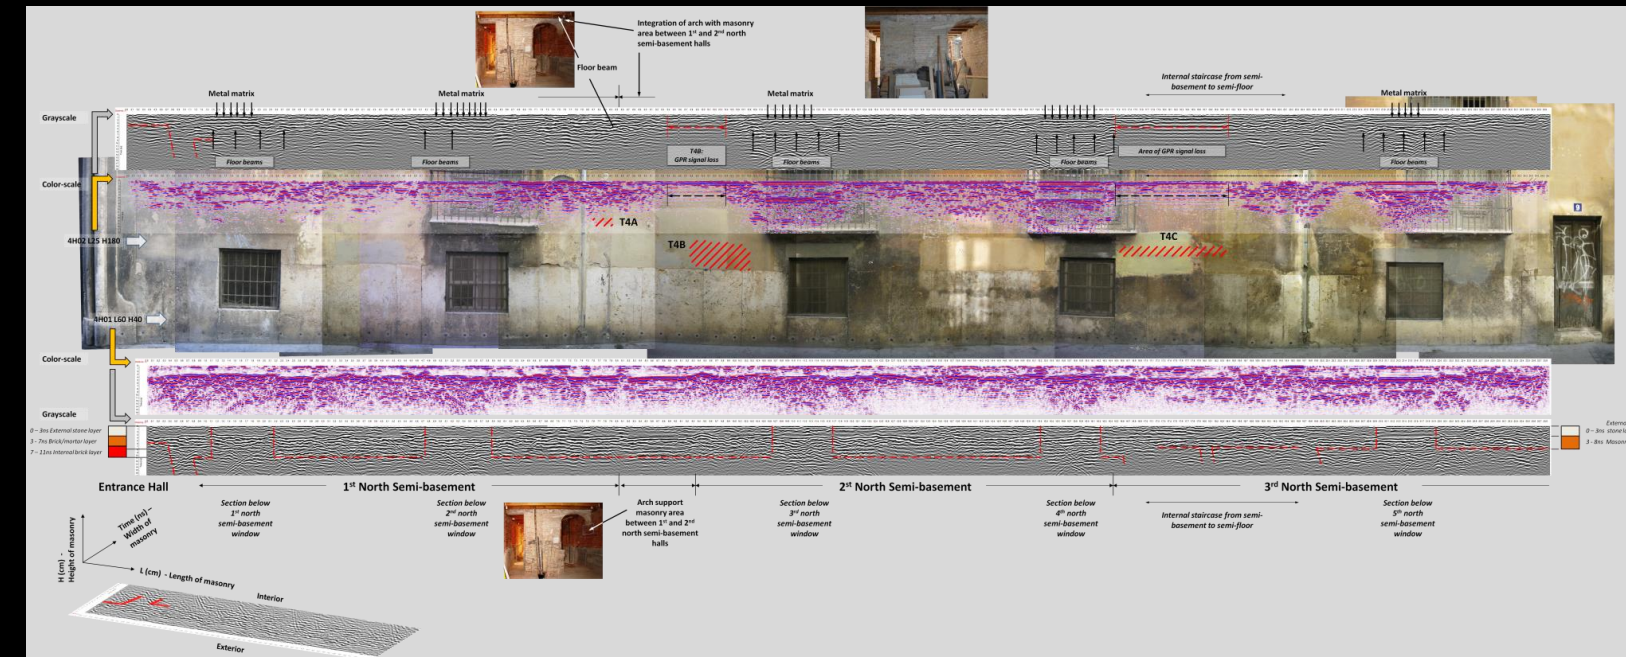 Integration of arch with masonry
area between 1st and 2nd north
semi-basement halls
Floor beam
Internal staircase from semi-
basement to semi-floor
Metal matrix
Metal matrix
Metal matrix
Metal matrix
Grayscale
T4B:
GPR signal loss
Area of GPR signal loss
Floor beams
Floor beams
Floor beams
Floor beams
Floor beams
Color-scale
T4A
T4B
T4C
9
4H02 L25 H180
4H01 L60 H40
Color-scale
Grayscale
0 – 3ns External stone layer
3 - 7ns Brick/mortar layer
7 – 11ns Internal brick layer
External
0 – 3ns stone
3 - 8ns Masonry
Entrance Hall
1st North Semi-basement
2nd North Semi-basement
3rd North Semi-basement
Section below
1st north
semi-basement
window
Section below
2nd north
semi-basement
window
Arch support
masonry area
between 1st and 2nd
north semi-basement
halls
Section below
3rd north
semi-basement
window
Section below
4th north
semi-basement
window
Internal staircase from semi-
basement to semi-floor
Section below
5th north
semi-basement
window
H (cm) -
Height of masonry
Time (ns) –
Width of
masonry
L (cm) - Length of masonry
Interior
Exterior